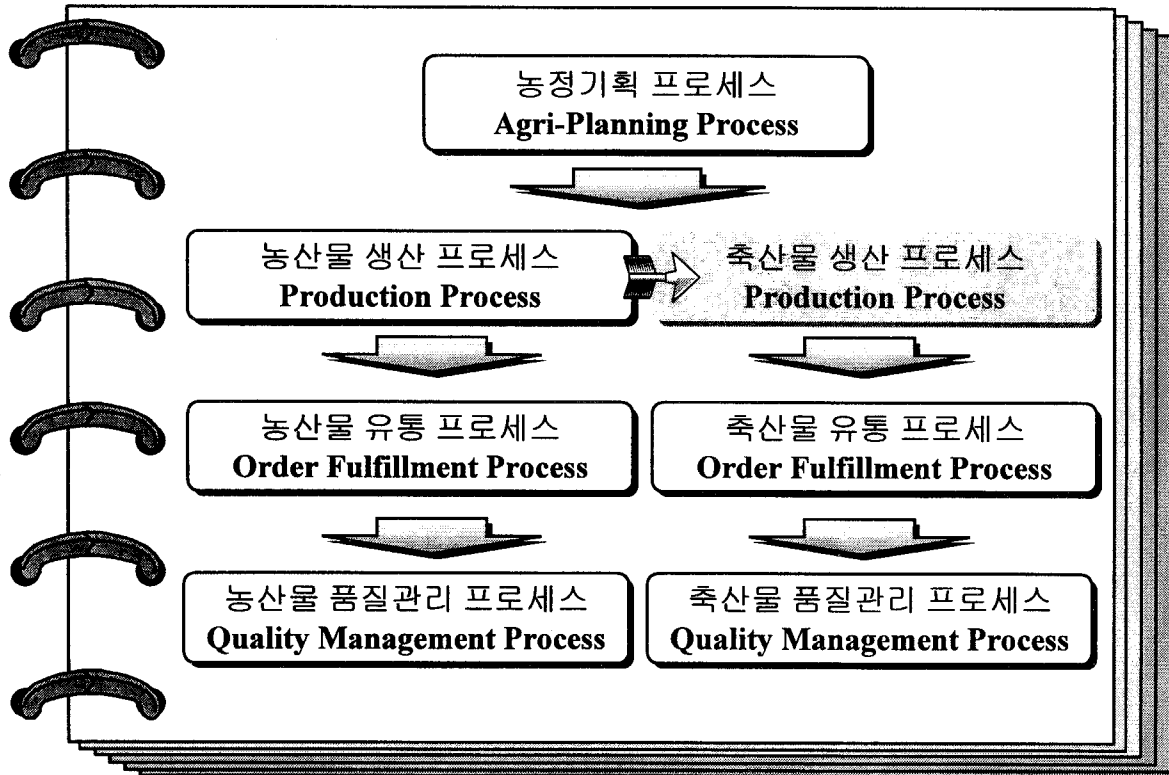 농정기획 프로세스
Agri-Planning Process
농산물 생산 프로세스
Production Process
축산물 생산 프로세스
Production Process
농산물 유통 프로세스
Order Fulfillment Process
축산물 유통 프로세스
Order Fulfillment Process
농산물 품질관리 프로세스
Quality Management Process
축산물 품질관리 프로세스
Quality Management Process